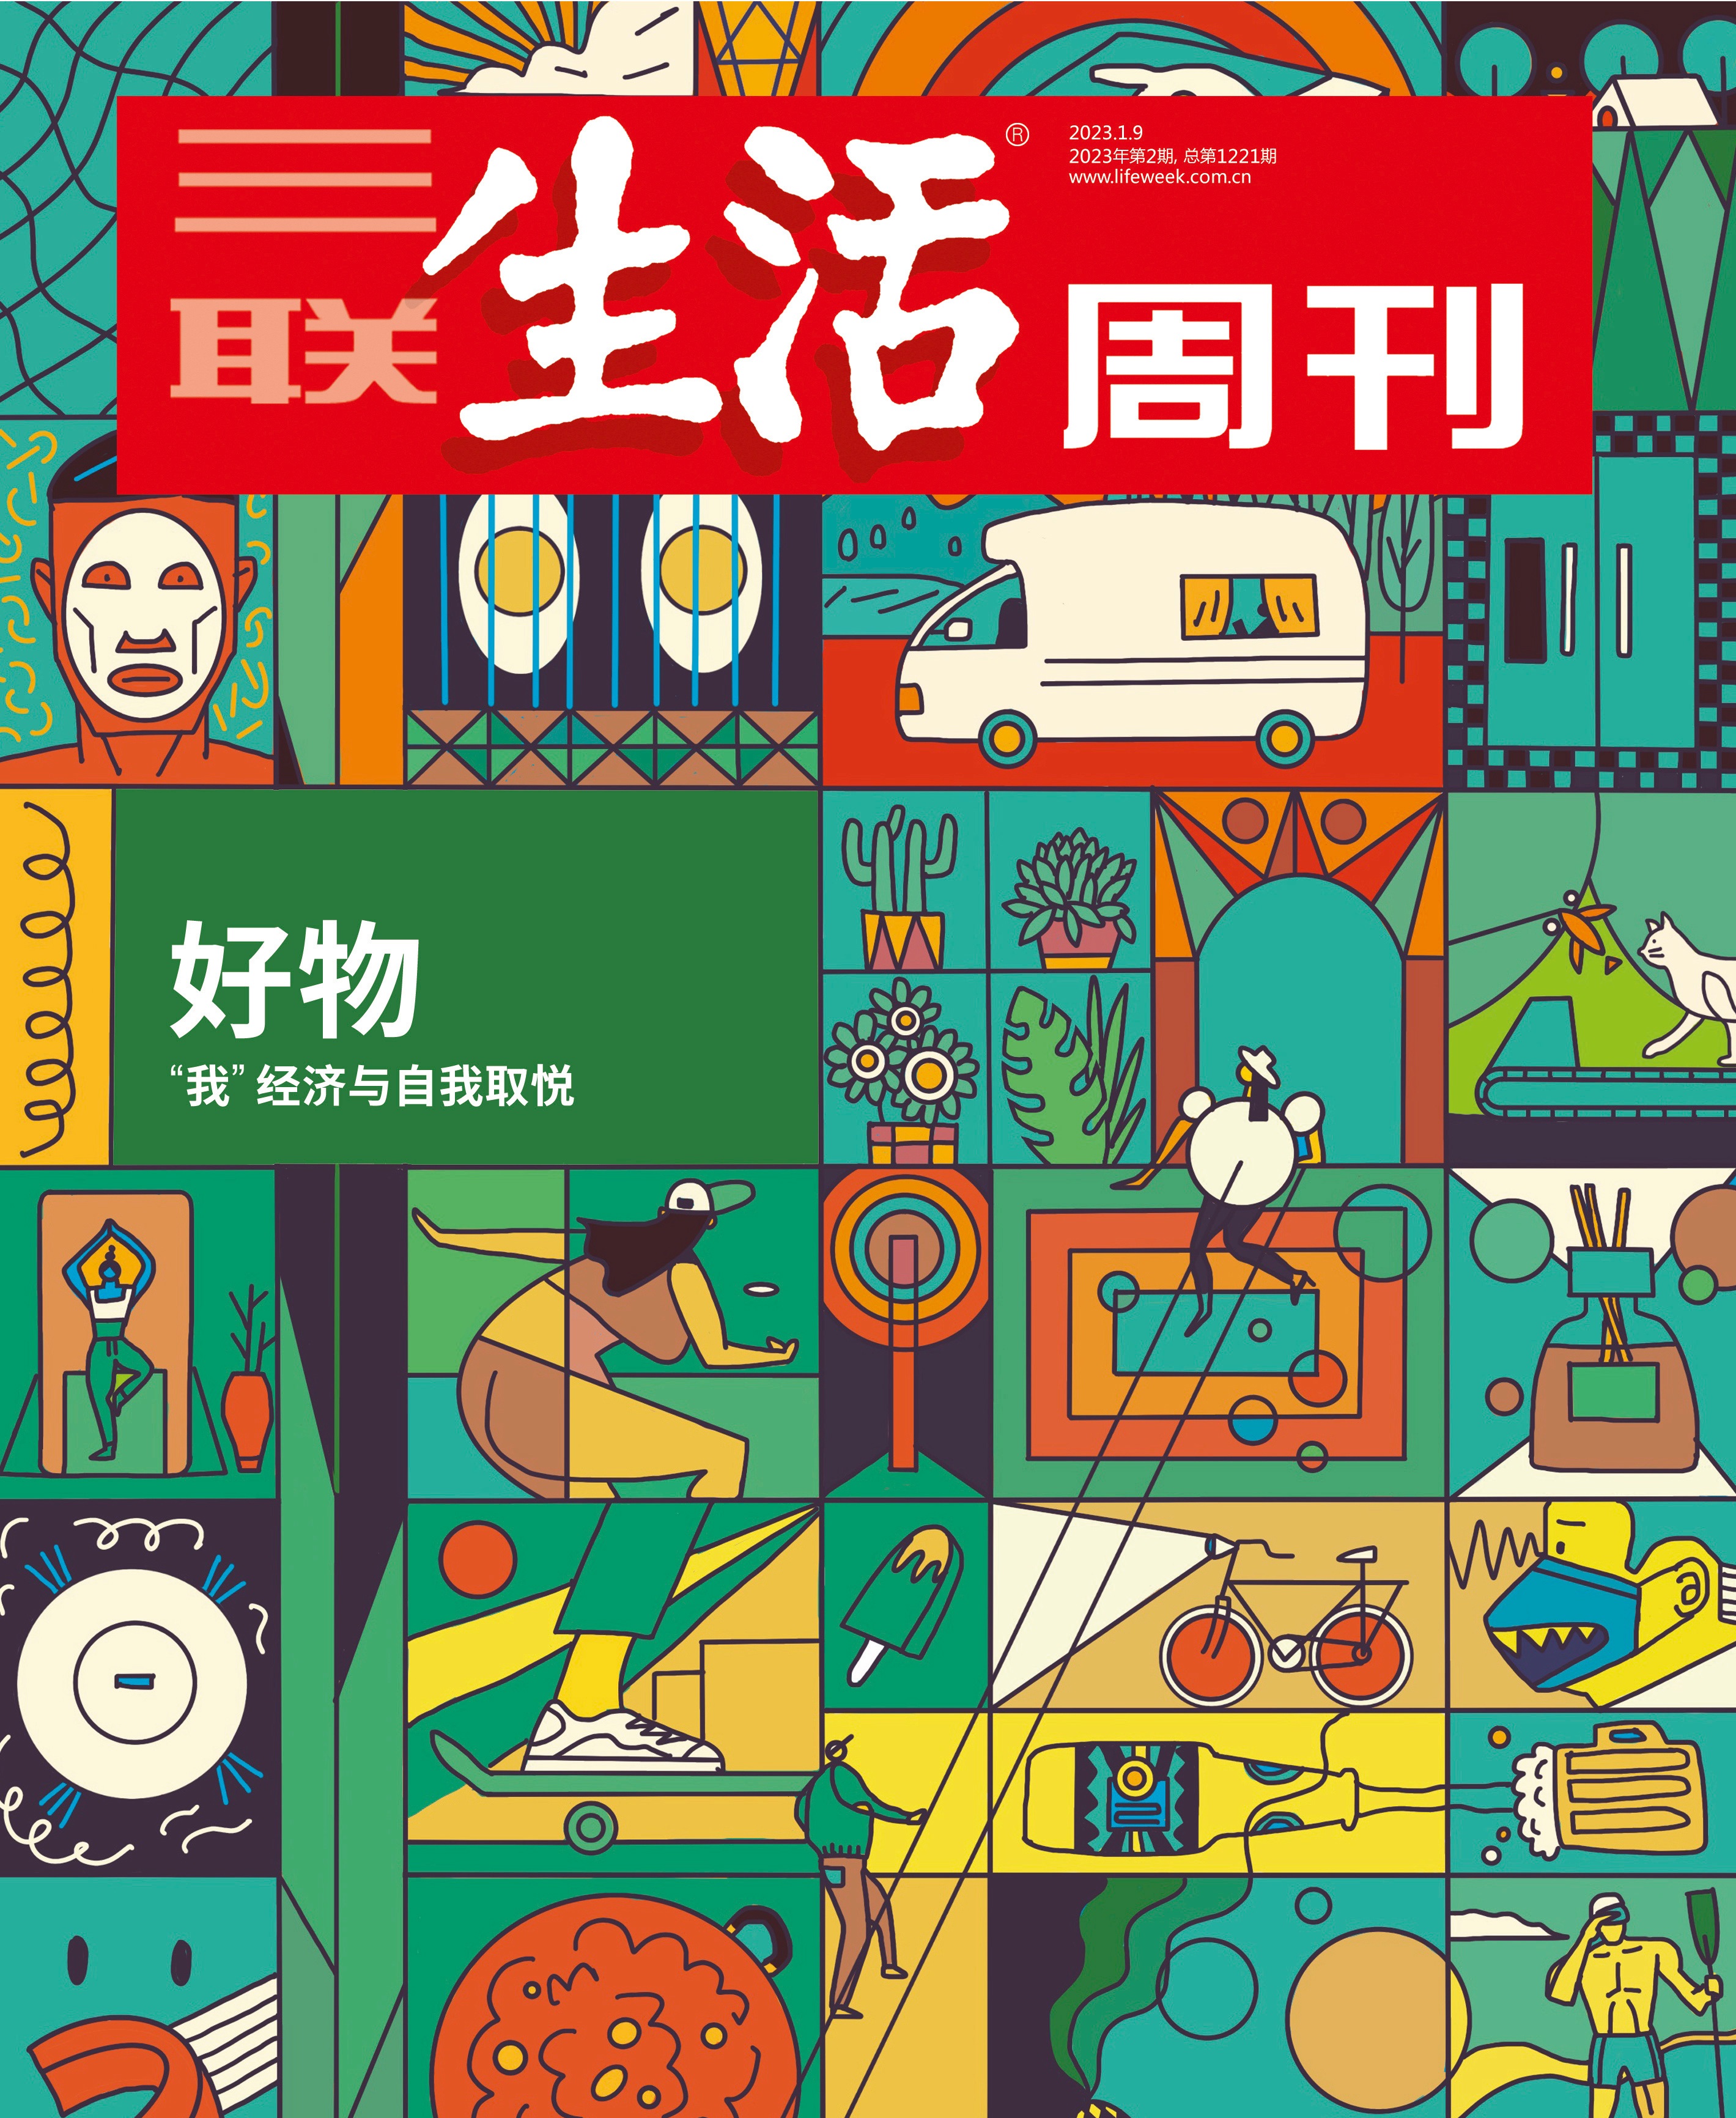 三联生活周刊
®
2023.1.9
2023年第2期, 总第1221期
www.lifeweek.com.cn
好物
“我”经济与自我取悦